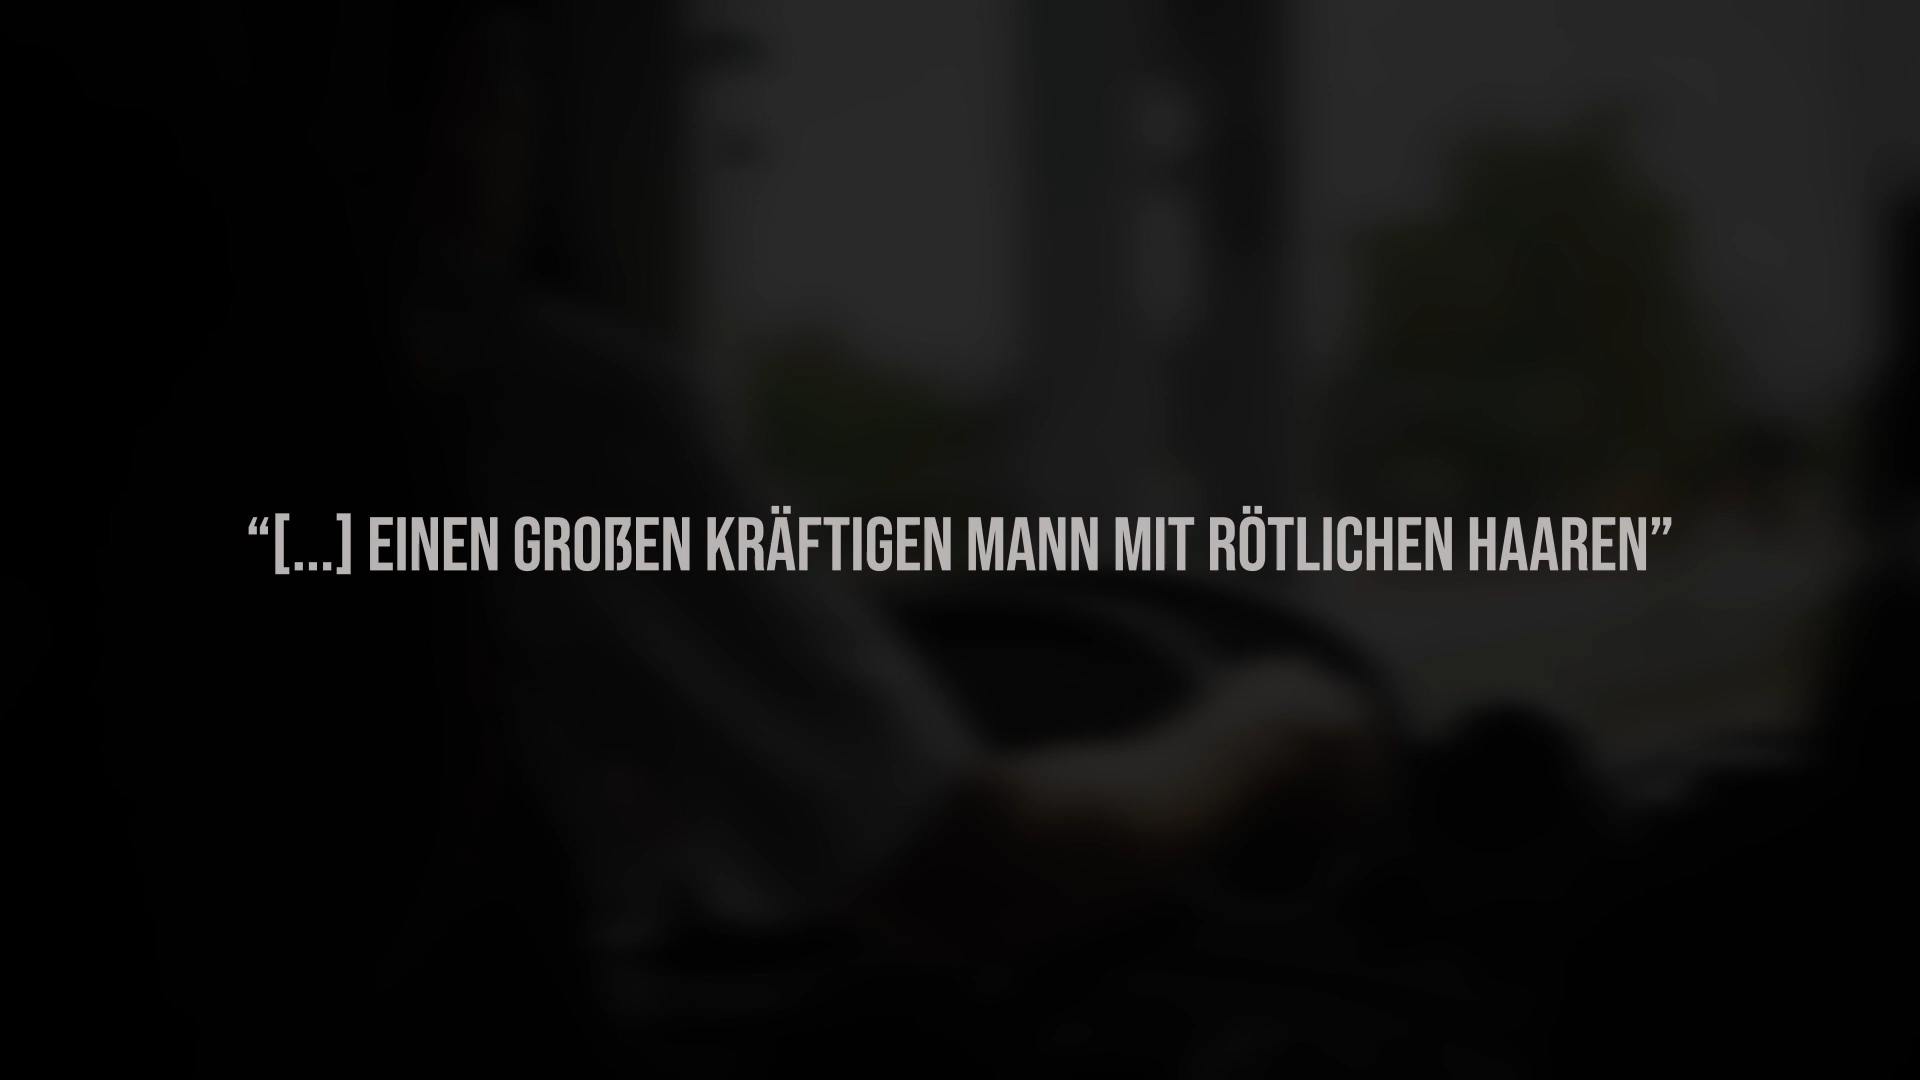 “[...] EINEN GROßEN KRÄFTIGEN MANN MIT RÖTLICHEN HAAREN”